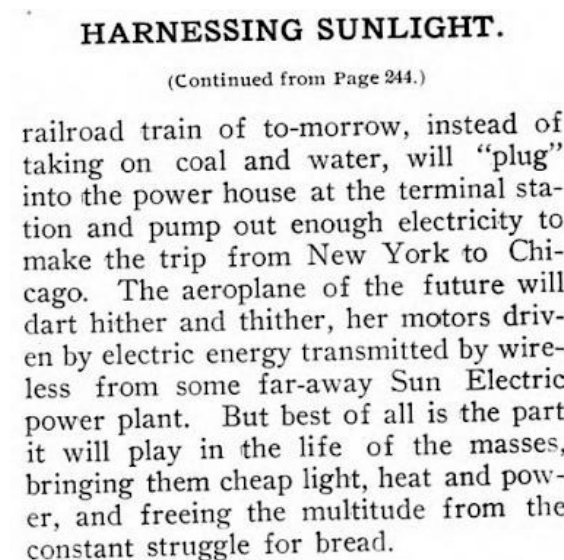 HARNESSING SUNLIGHT.
(Continued from Page 244.)
railroad train of to-morrow, instead of
taking on coal and water, will “plug”
into the power house at the terminal sta-
tion and pump out enough electricity to
make the trip from New York to Chi-
cago. The aeroplane of the future will
dart hither and thither, her motors driv-
en by electric energy transmitted by wire-
less from some far-away Sun Electric
power plant. But best of all is the part
it will play in the life of the masses,
bringing them cheap light, heat and pow-
er, and freeing the multitude from the
constant struggle for bread.